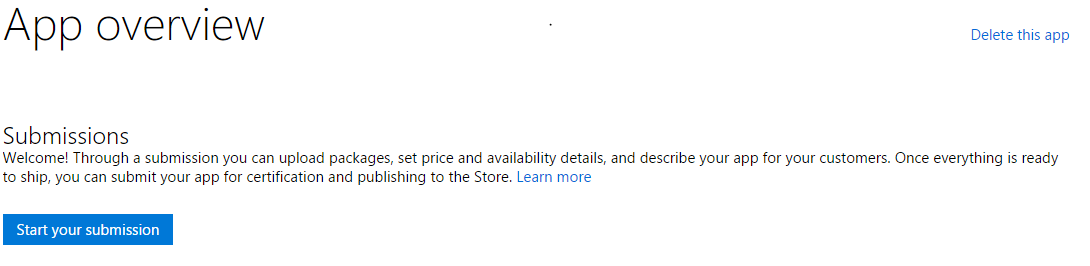 App overview
Delete this app
Submissions
Welcome! Through a submission you can upload packages, set price and availability details, and describe your app for your customers. Once everything is ready
to ship, you can submit your app for certification and publishing to the Store. Learn more
Start your submission